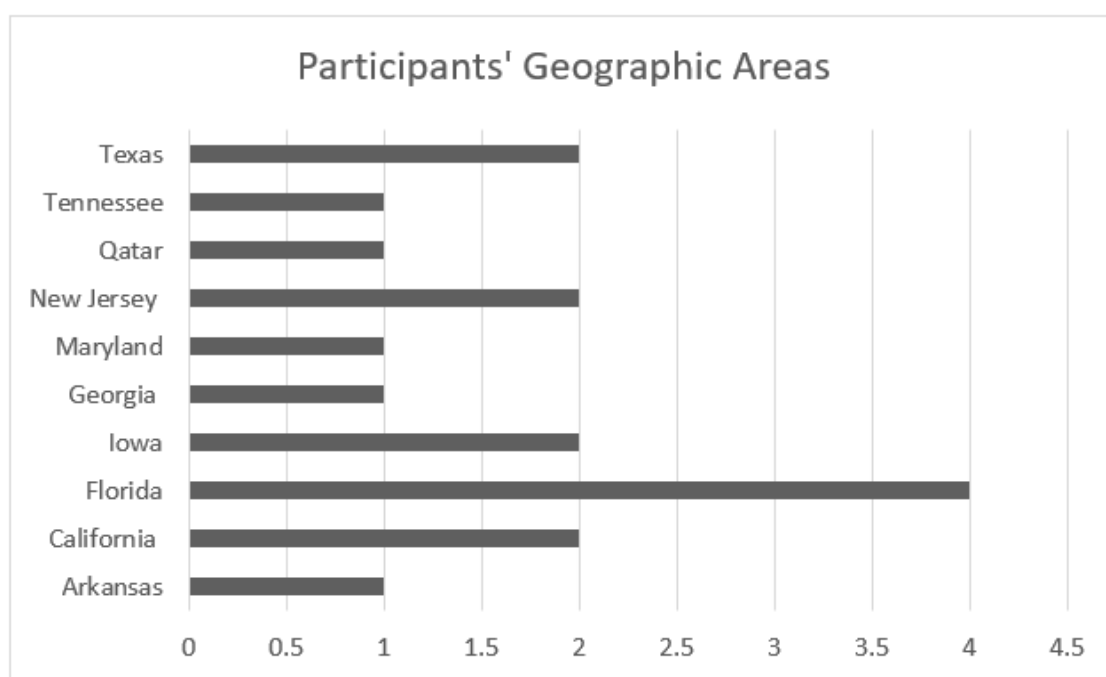 Participants' Geographic Areas
Texas
Tennessee
Qatar
New Jersey
Maryland
Georgia
Iowa
Florida
California
Arkansas
0 0.5 1 1.5 2 2.5 3 3.5 4 4.5